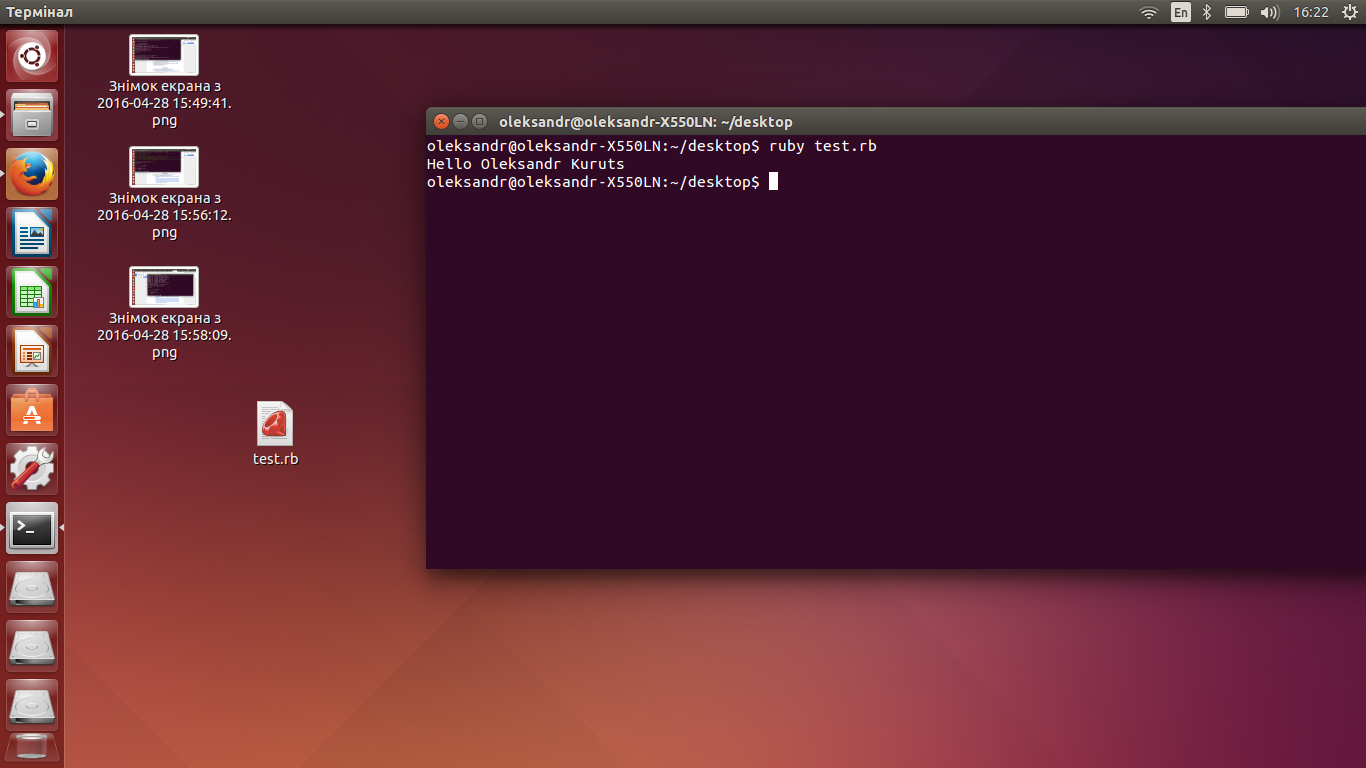 Термінал
En
16:22
Знімок екрана з
2016-04-28 15:49:41.
png
Знімок екрана з
2016-04-28 15:56:12.
png
Знімок екрана з
2016-04-28 15:58:09.
png
test.rb
oleksandr@oleksandr-X550LN: ~/desktop
oleksandr@oleksandr-X550LN:~/desktop$ ruby test.rb
Hello Oleksandr Kuruts
oleksandr@oleksandr-X550LN:~/desktop$